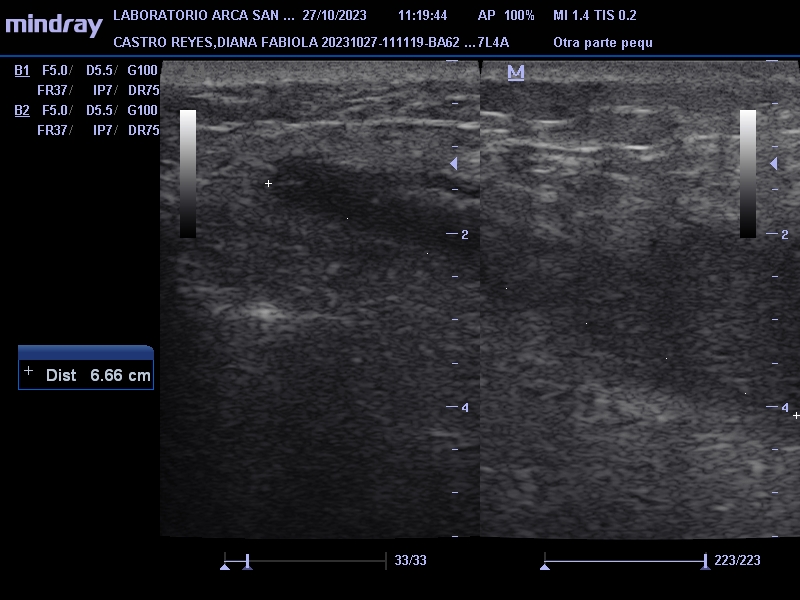 mindray
LABORATORIO ARCA SAN ... 27/10/2023 11:19:44 AP 100% MI 1.4 TIS 0.2
CASTRO REYES,DIANA FABIOLA 20231027-111119-BA62 ...7L4A Otra parte pequ
B1 F5.0/ D5.5/ G100
FR37/ IP7/ DR75
B2 F5.0/ D5.5/ G100
FR37/ IP7/ DR75
M
2
2
+ Dist 6.66 cm
4
4
33/33
223/223